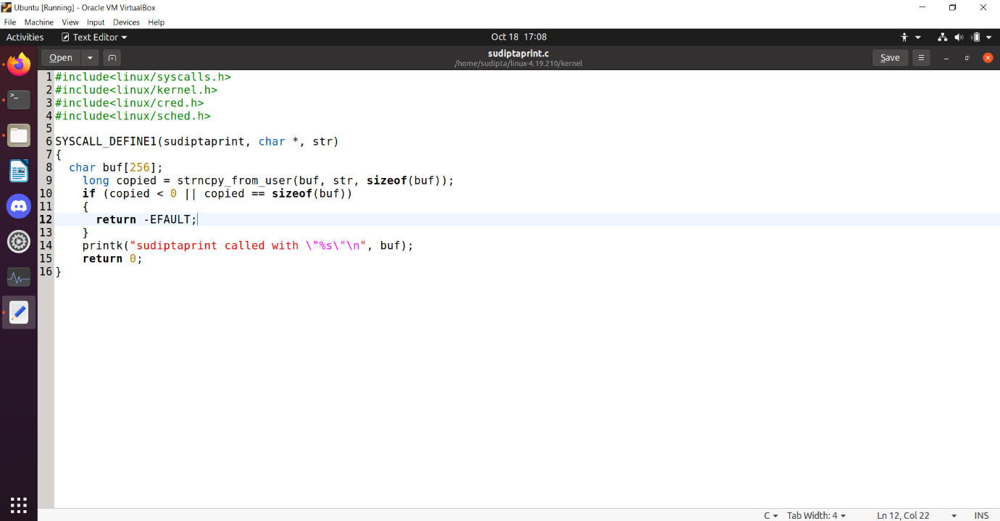 Ubuntu [Running] - Oracle VM VirtualBox
File Machine View Input Devices Help
Activities Text Editor Oct 18 17:08
Open sudiptaprint.c Save
/home/sudipta/linux-4.19.210/kernel
1 #include<linux/syscalls.h>
2 #include<linux/kernel.h>
3 #include<linux/cred.h>
4 #include<linux/sched.h>
5
6 SYSCALL_DEFINE1(sudiptaprint, char *, str)
7 {
8   char buf[256];
9     long copied = strncpy_from_user(buf, str, sizeof(buf));
10     if (copied < 0 || copied == sizeof(buf))
11     {
12       return -EFAULT;
13     }
14     printk("sudiptaprint called with \"%s\"\n", buf);
15     return 0;
16 }
C Tab Width: 4 Ln 12, Col 22 INS